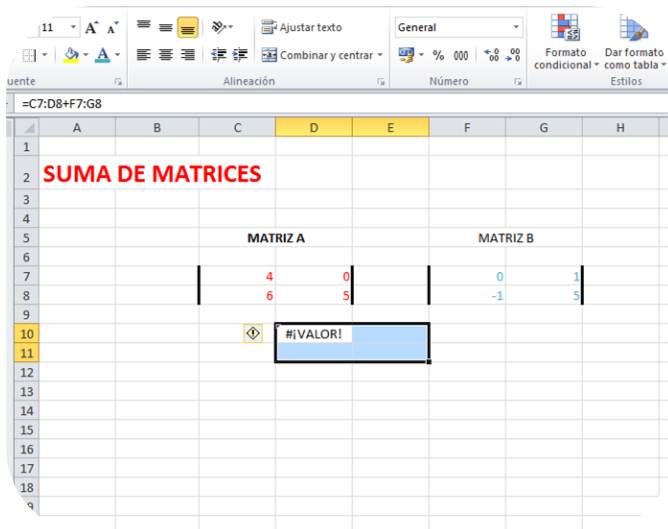 11 A A Ajustar texto General
Combinar y centrar % 000 Formato condicional Dar formato como tabla
uente Alineación Número Estilos
=C7:D8+F7:G8
A B C D E F G H
1
2 SUMA DE MATRICES
3
4
5 MATRIZ A MATRIZ B
6
7 4 0 0 1
8 6 5 -1 5
9
10 #¡VALOR!
11
12
13
14
15
16
17
18